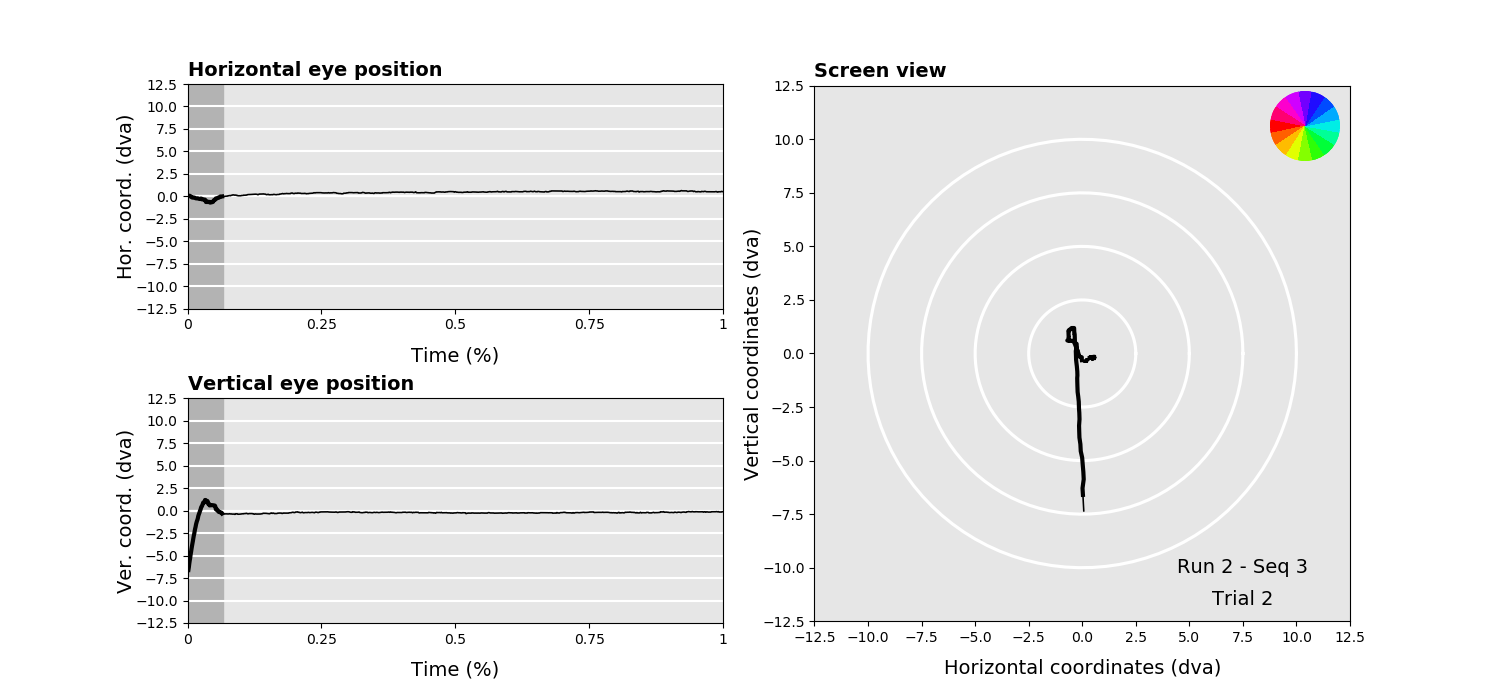 Horizontal eye position
12.5
10.0
7.5
5.0
2.5
0.0
−2.5
−5.0
−7.5
−10.0
−12.5
Hor. coord. (dva)
0 0.25 0.5 0.75 1
Time (%)
Vertical eye position
12.5
10.0
7.5
5.0
2.5
0.0
−2.5
−5.0
−7.5
−10.0
−12.5
Ver. coord. (dva)
0 0.25 0.5 0.75 1
Time (%)
Screen view
12.5
10.0
7.5
5.0
2.5
0.0
−2.5
−5.0
−7.5
−10.0
−12.5
Vertical coordinates (dva)
Run 2 - Seq 3
Trial 2
−12.5 −10.0 −7.5 −5.0 −2.5 0.0 2.5 5.0 7.5 10.0 12.5
Horizontal coordinates (dva)